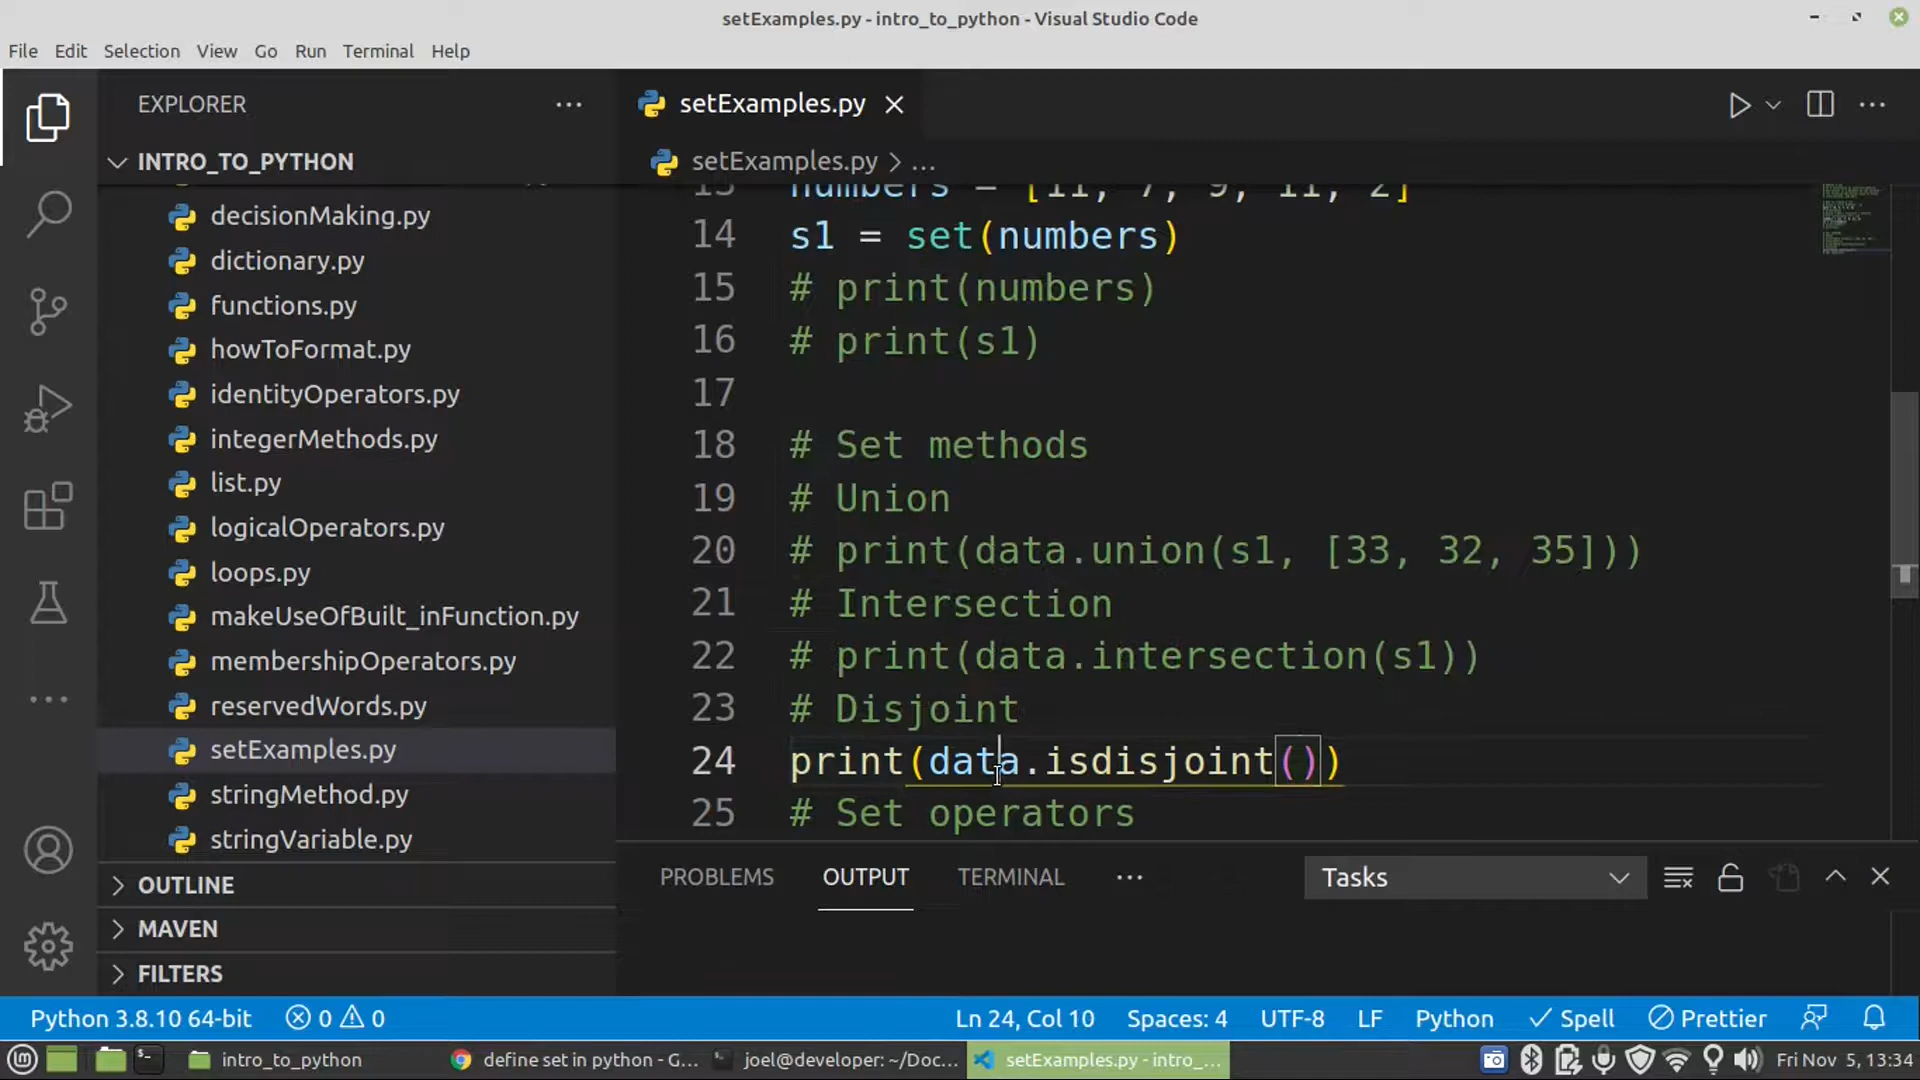 setExamples.py - intro_to_python - Visual Studio Code
File Edit Selection View Go Run Terminal Help
EXPLORER
INTRO_TO_PYTHON
decisionMaking.py
dictionary.py
functions.py
howToFormat.py
identityOperators.py
integerMethods.py
list.py
logicalOperators.py
loops.py
makeUseOfBuilt_inFunction.py
membershipOperators.py
reservedWords.py
setExamples.py
stringMethod.py
stringVariable.py
OUTLINE
MAVEN
FILTERS
setExamples.py
setExamples.py > ...
13 numbers = [11, 7, 9, 11, 2]
14 s1 = set(numbers)
15 # print(numbers)
16 # print(s1)
17
18 # Set methods
19 # Union
20 # print(data.union(s1, [33, 32, 35]))
21 # Intersection
22 # print(data.intersection(s1))
23 # Disjoint
24 print(data.isdisjoint())
25 # Set operators
PROBLEMS OUTPUT TERMINAL ... Tasks
Python 3.8.10 64-bit 0 0 Ln 24, Col 10 Spaces: 4 UTF-8 LF Python Spell Prettier
intro_to_python define set in python - G... joel@developer: ~/Doc... setExamples.py - intro_... Fri Nov 5, 13:34